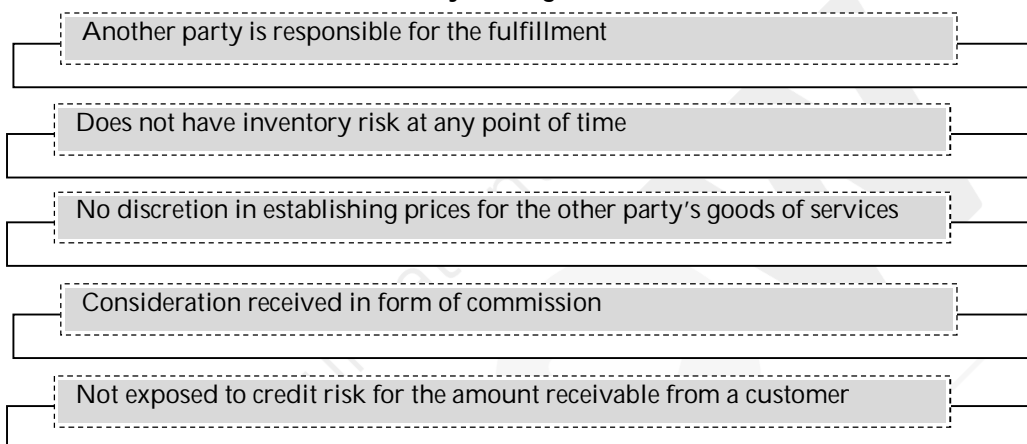 Another party is responsible for the fulfillment
Does not have inventory risk at any point of time
No discretion in establishing prices for the other party's goods of services
Consideration received in form of commission
Not exposed to credit risk for the amount receivable from a customer